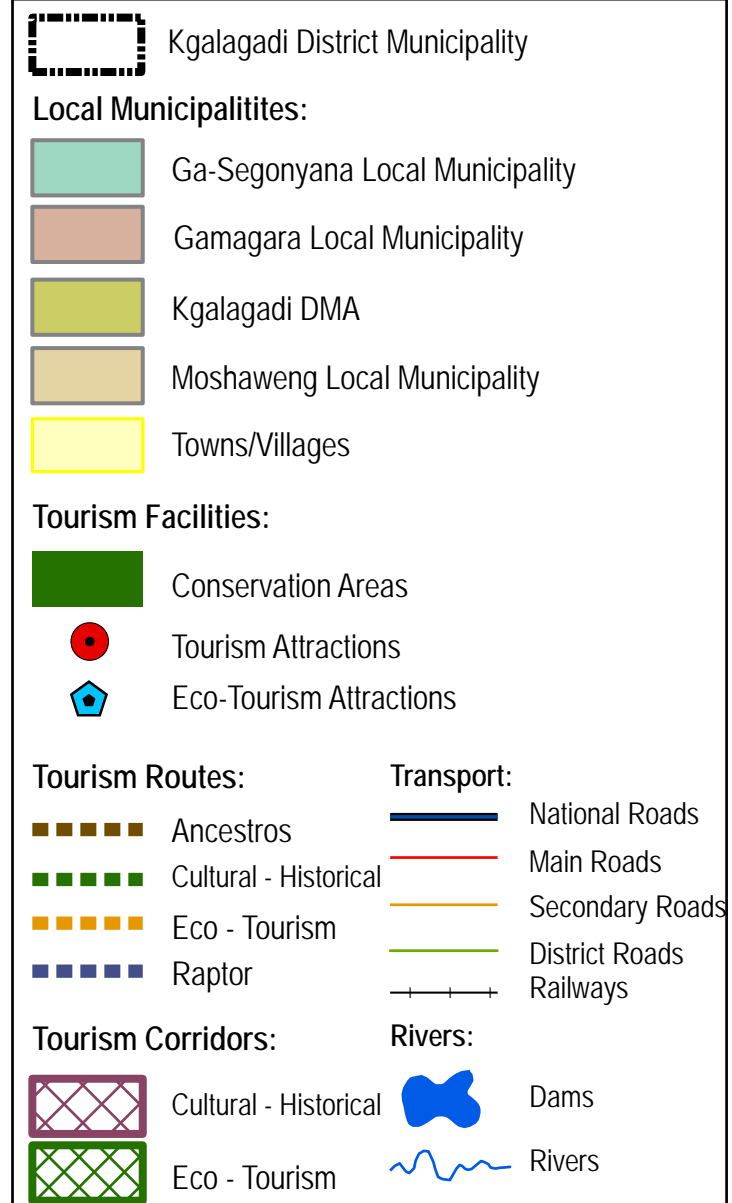 Kgalagadi District Municipality
Local Municipalitites:
Ga-Segonyana Local Municipality
Gamagara Local Municipality
Kgalagadi DMA
Moshaweng Local Municipality
Towns/Villages
Tourism Facilities:
Conservation Areas
Tourism Attractions
Eco-Tourism Attractions
Tourism Routes:
Ancestros
Cultural - Historical
Eco - Tourism
Raptor
Transport:
National Roads
Main Roads
Secondary Roads
District Roads
Railways
Tourism Corridors:
Cultural - Historical
Eco - Tourism
Rivers:
Dams
Rivers